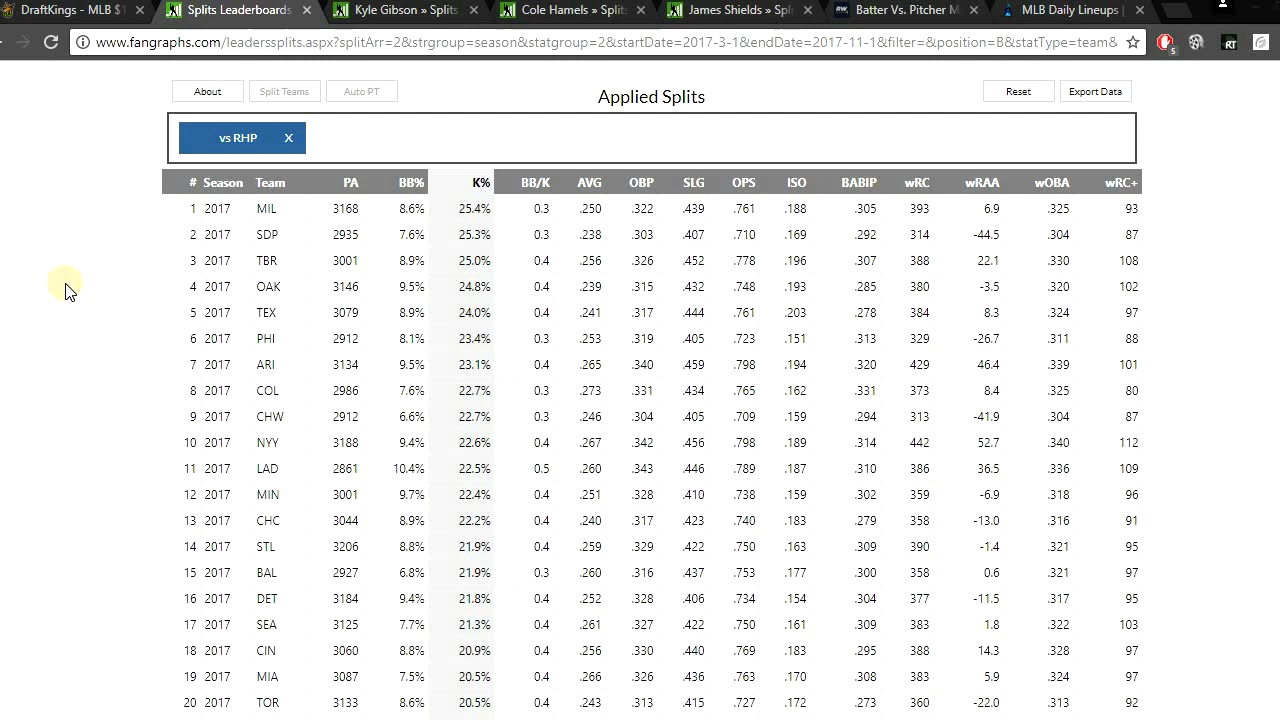 DraftKings - MLB $1 Splits Leaderboards Kyle Gibson » Splits Cole Hamels » Splits James Shields » Spl Batter Vs. Pitcher M MLB Daily Lineups |
www.fangraphs.com/leaderssplits.aspx?splitArr=2&strgroup=season&statgroup=2&startDate=2017-3-1&endDate=2017-11-1&filter=&position=B&statType=team&
About Split Teams Auto PT Applied Splits Reset Export Data
vs RHP X
# Season Team PA BB% K% BB/K AVG OBP SLG OPS ISO BABIP wRC wRAA wOBA wRC+
1 2017 MIL 3168 8.6% 25.4% 0.3 .250 .322 .439 .761 .188 .305 393 6.9 .325 93
2 2017 SDP 2935 7.6% 25.3% 0.3 .238 .303 .407 .710 .169 .292 314 -44.5 .304 87
3 2017 TBR 3001 8.9% 25.0% 0.4 .256 .326 .452 .778 .196 .307 388 22.1 .330 108
4 2017 OAK 3146 9.5% 24.8% 0.4 .239 .315 .432 .748 .193 .285 380 -3.5 .320 102
5 2017 TEX 3079 8.9% 24.0% 0.4 .241 .317 .444 .761 .203 .278 384 8.3 .324 97
6 2017 PHI 2912 8.1% 23.4% 0.3 .253 .319 .405 .723 .151 .313 329 -26.7 .311 88
7 2017 ARI 3134 9.5% 23.1% 0.4 .265 .340 .459 .798 .194 .320 429 46.4 .339 101
8 2017 COL 2986 7.6% 22.7% 0.3 .273 .331 .434 .765 .162 .331 373 8.4 .325 80
9 2017 CHW 2912 6.6% 22.7% 0.3 .246 .304 .405 .709 .159 .294 313 -41.9 .304 87
10 2017 NYY 3188 9.4% 22.6% 0.4 .267 .342 .456 .798 .189 .314 442 52.7 .340 112
11 2017 LAD 2861 10.4% 22.5% 0.5 .260 .343 .446 .789 .187 .310 386 36.5 .336 109
12 2017 MIN 3001 9.7% 22.4% 0.4 .251 .328 .410 .738 .159 .302 359 -6.9 .318 96
13 2017 CHC 3044 8.9% 22.2% 0.4 .240 .317 .423 .740 .183 .279 358 -13.0 .316 91
14 2017 STL 3206 8.8% 21.9% 0.4 .259 .329 .422 .750 .163 .309 390 -1.4 .321 95
15 2017 BAL 2927 6.8% 21.9% 0.3 .260 .316 .437 .753 .177 .300 358 0.6 .321 97
16 2017 DET 3184 9.4% 21.8% 0.4 .252 .328 .406 .734 .154 .304 377 -11.5 .317 95
17 2017 SEA 3125 7.7% 21.3% 0.4 .261 .327 .422 .750 .161 .309 383 1.8 .322 103
18 2017 CIN 3060 8.8% 20.9% 0.4 .256 .330 .440 .769 .183 .295 388 14.3 .328 97
19 2017 MIA 3087 7.5% 20.5% 0.4 .266 .326 .436 .763 .170 .308 383 5.9 .324 97
20 2017 TOR 3133 8.6% 20.5% 0.4 .243 .313 .415 .727 .172 .273 360 -22.0 .313 92